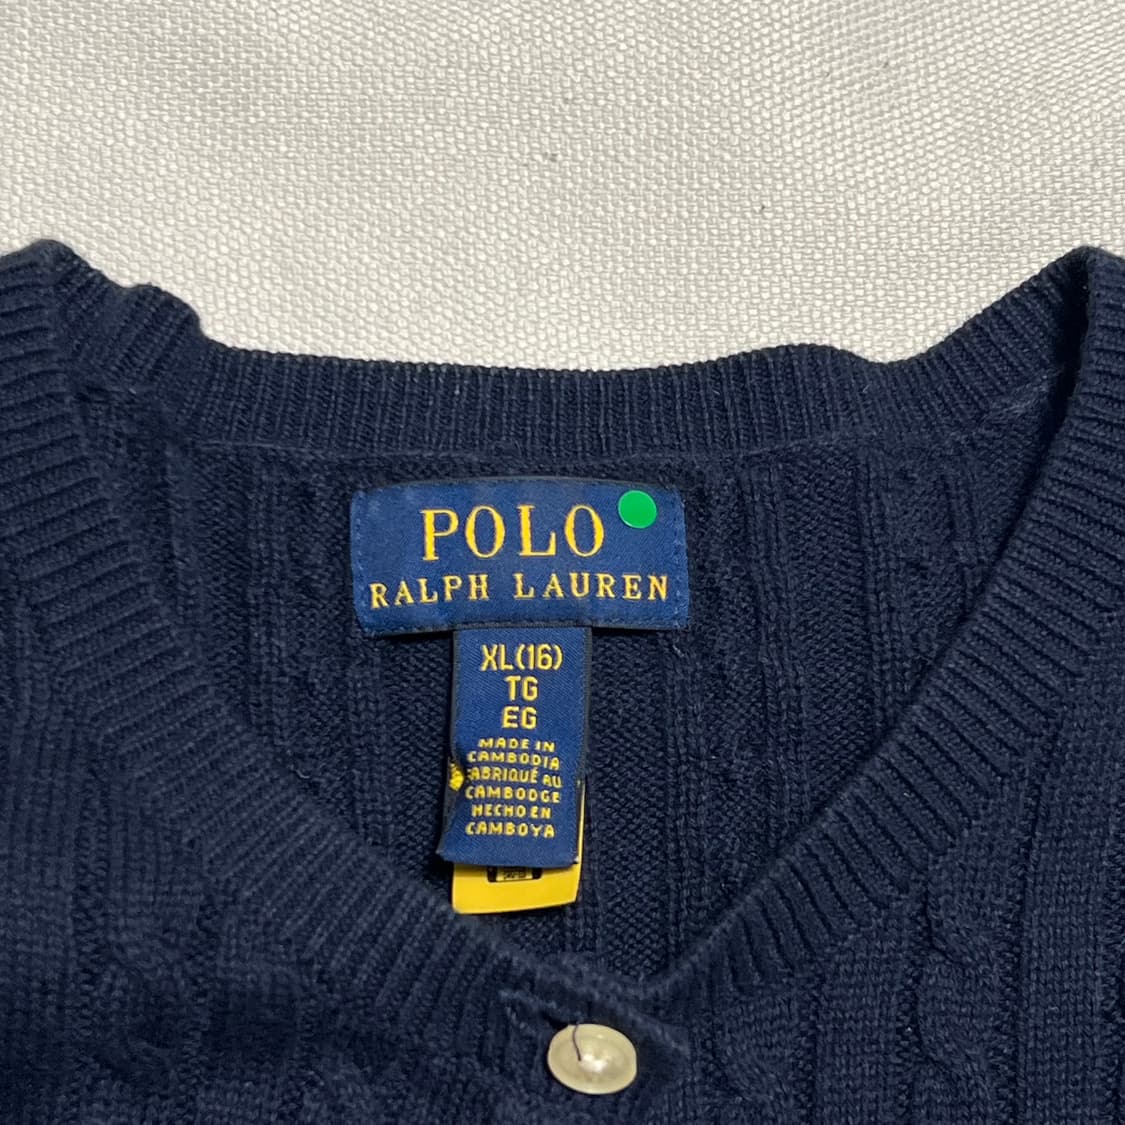 POLO
RALPH LAUREN
XL(16)
TG
EG
MADE IN
CAMBODIA
FABRIQUÉ AU
CAMBODGE
HECHO EN
CAMBOYA